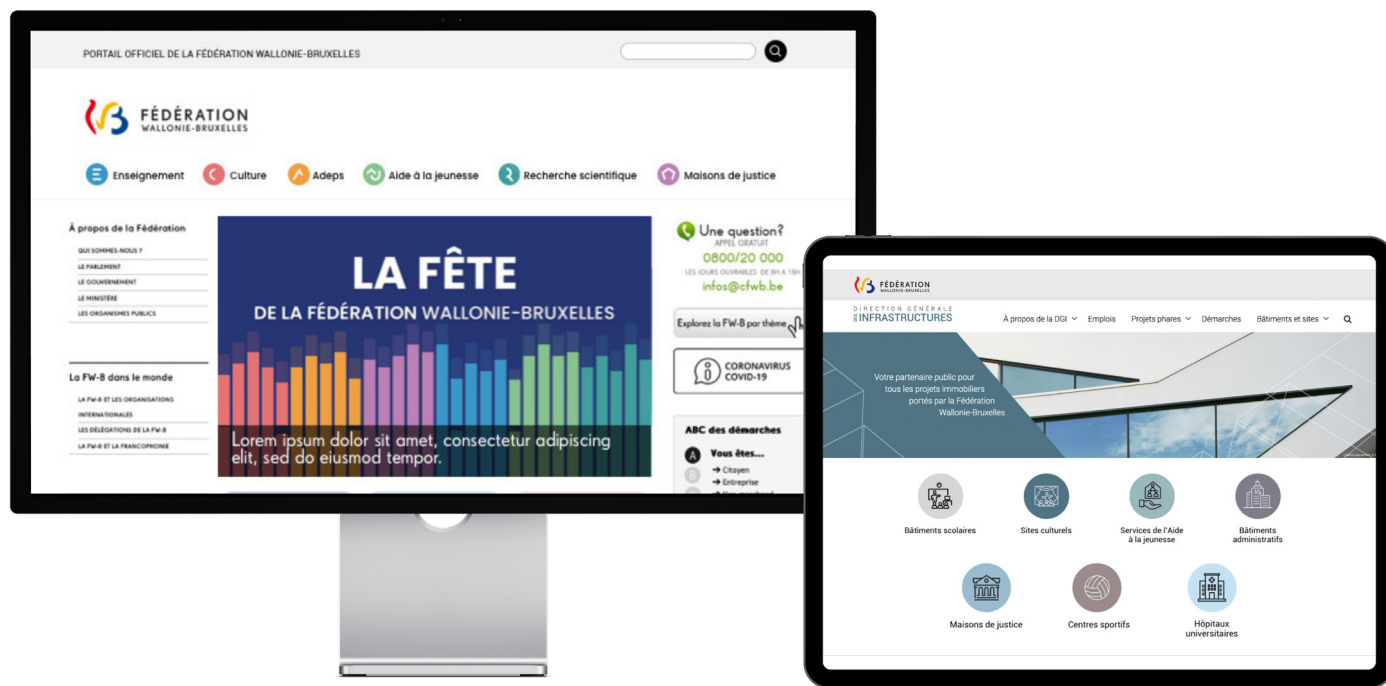 PORTAIL OFFICIEL DE LA FÉDÉRATION WALLONIE-BRUXELLES
FÉDÉRATION
WALLONIE-BRUXELLES
Enseignement
Culture
Adeps
Aide à la jeunesse
Recherche scientifique
Maisons de justice
À propos de la Fédération
QUI SOMMES-NOUS ?
LE PARLEMENT
LE GOUVERNEMENT
LE MINISTÈRE
LES ORGANISMES PUBLICS
La FW-B dans le monde
LA FW-B ET LES ORGANISATIONS
INTERNATIONALES
LES DÉLÉGATIONS DE LA FW-B
LA FW-B ET LA FRANCOPHONIE
LA FÊTE
DE LA FÉDÉRATION WALLONIE-BRUXELLES
Lorem ipsum dolor sit amet, consectetur adipiscing
elit, sed do eiusmod tempor.
Une question?
APPEL GRATUIT
0800/20 000
LES JOURS OUVRABLES DE 8H A 18H
infos@cfwb.be
Explorez la FW-B par thème
CORONAVIRUS
COVID-19
ABC des démarches
A
Vous êtes...
B
→ Citoyen
→ Entreprise
FÉDÉRATION
WALLONIE-BRUXELLES
DIRECTION GÉNÉRALE
DES INFRASTRUCTURES
À propos de la DGI
Emplois
Projets phares
Démarches
Bâtiments et sites
Votre partenaire public pour
tous les projets immobiliers
portés par la Fédération
Wallonie-Bruxelles
Bâtiments scolaires
Sites culturels
Services de l'Aide
à la jeunesse
Bâtiments
administratifs
Maisons de justice
Centres sportifs
Hôpitaux
universitaires